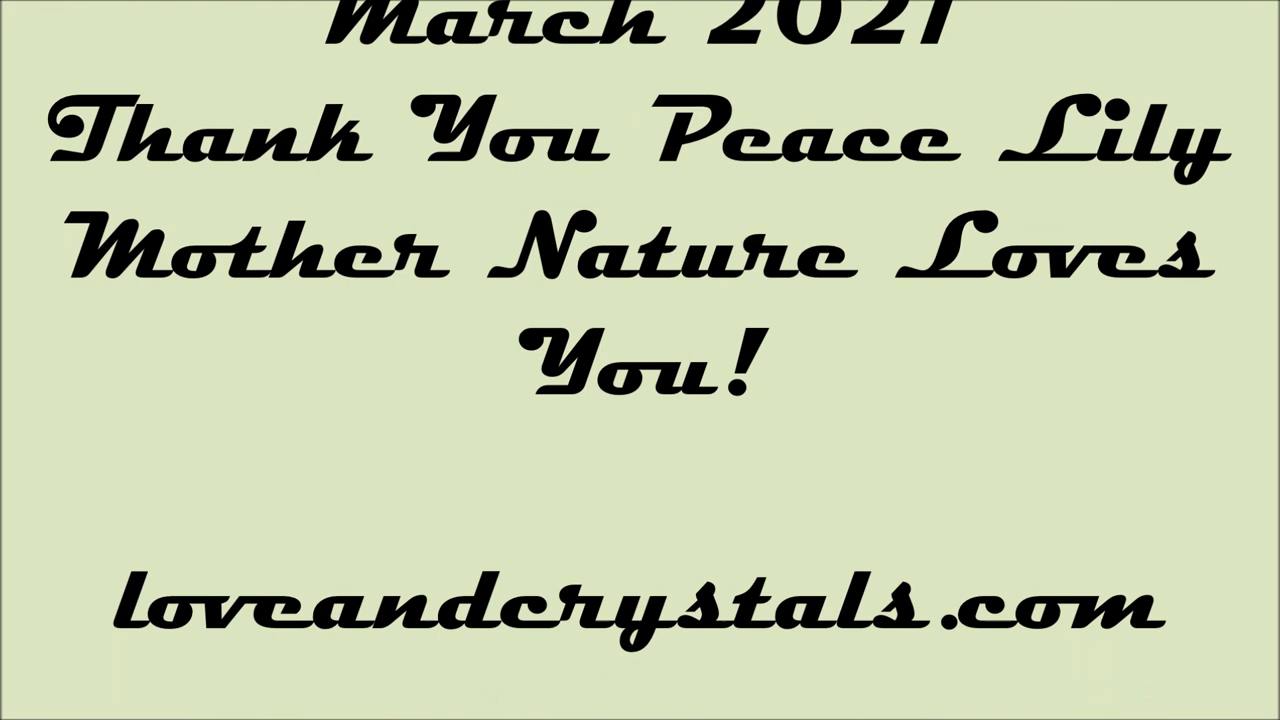 March 2021
Thank You Peace Lily
Mother Nature Loves
You!
loveandcrystals.com